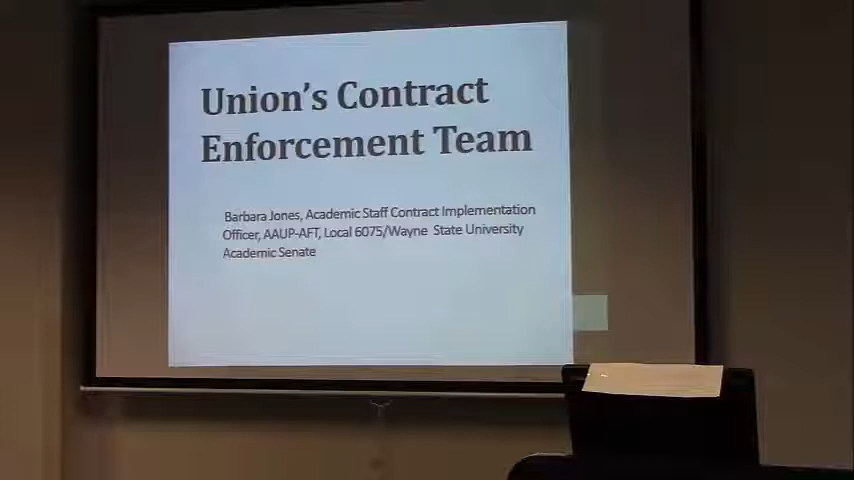 Union's Contract
Enforcement Team
Barbara Jones, Academic Staff Contract Implementation
Officer, AAUP-AFT, Local 6075/Wayne State University
Academic Senate